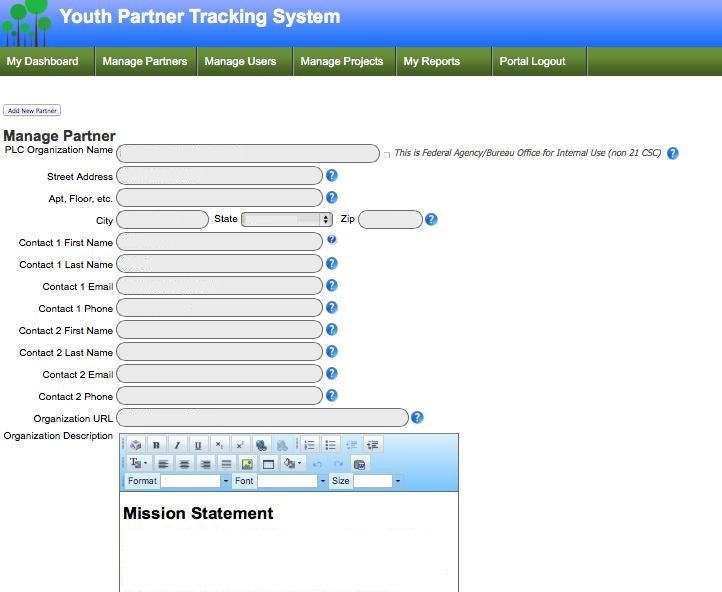 Youth Partner Tracking System
My Dashboard Manage Partners Manage Users Manage Projects My Reports Portal Logout
Add New Partner
Manage Partner
PLC Organization Name This is Federal Agency/Bureau Office for Internal Use (non 21 CSC) ?
Street Address ?
Apt, Floor, etc. ?
City State Zip ?
Contact 1 First Name ?
Contact 1 Last Name ?
Contact 1 Email ?
Contact 1 Phone ?
Contact 2 First Name ?
Contact 2 Last Name ?
Contact 2 Email ?
Contact 2 Phone ?
Organization URL ?
Organization Description
B I U x₂ x²
T
Format Font Size
Mission Statement